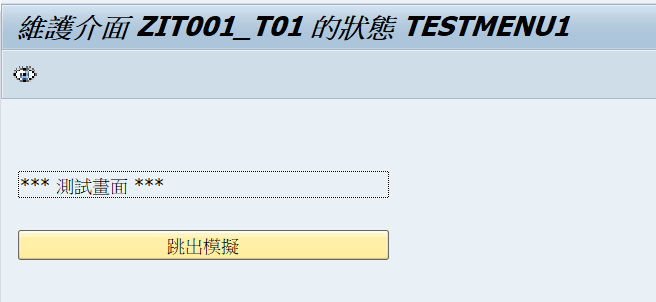 維護介面 ZIT001_T01 的狀態 TESTMENU1
*** 測試畫面 ***
跳出模擬